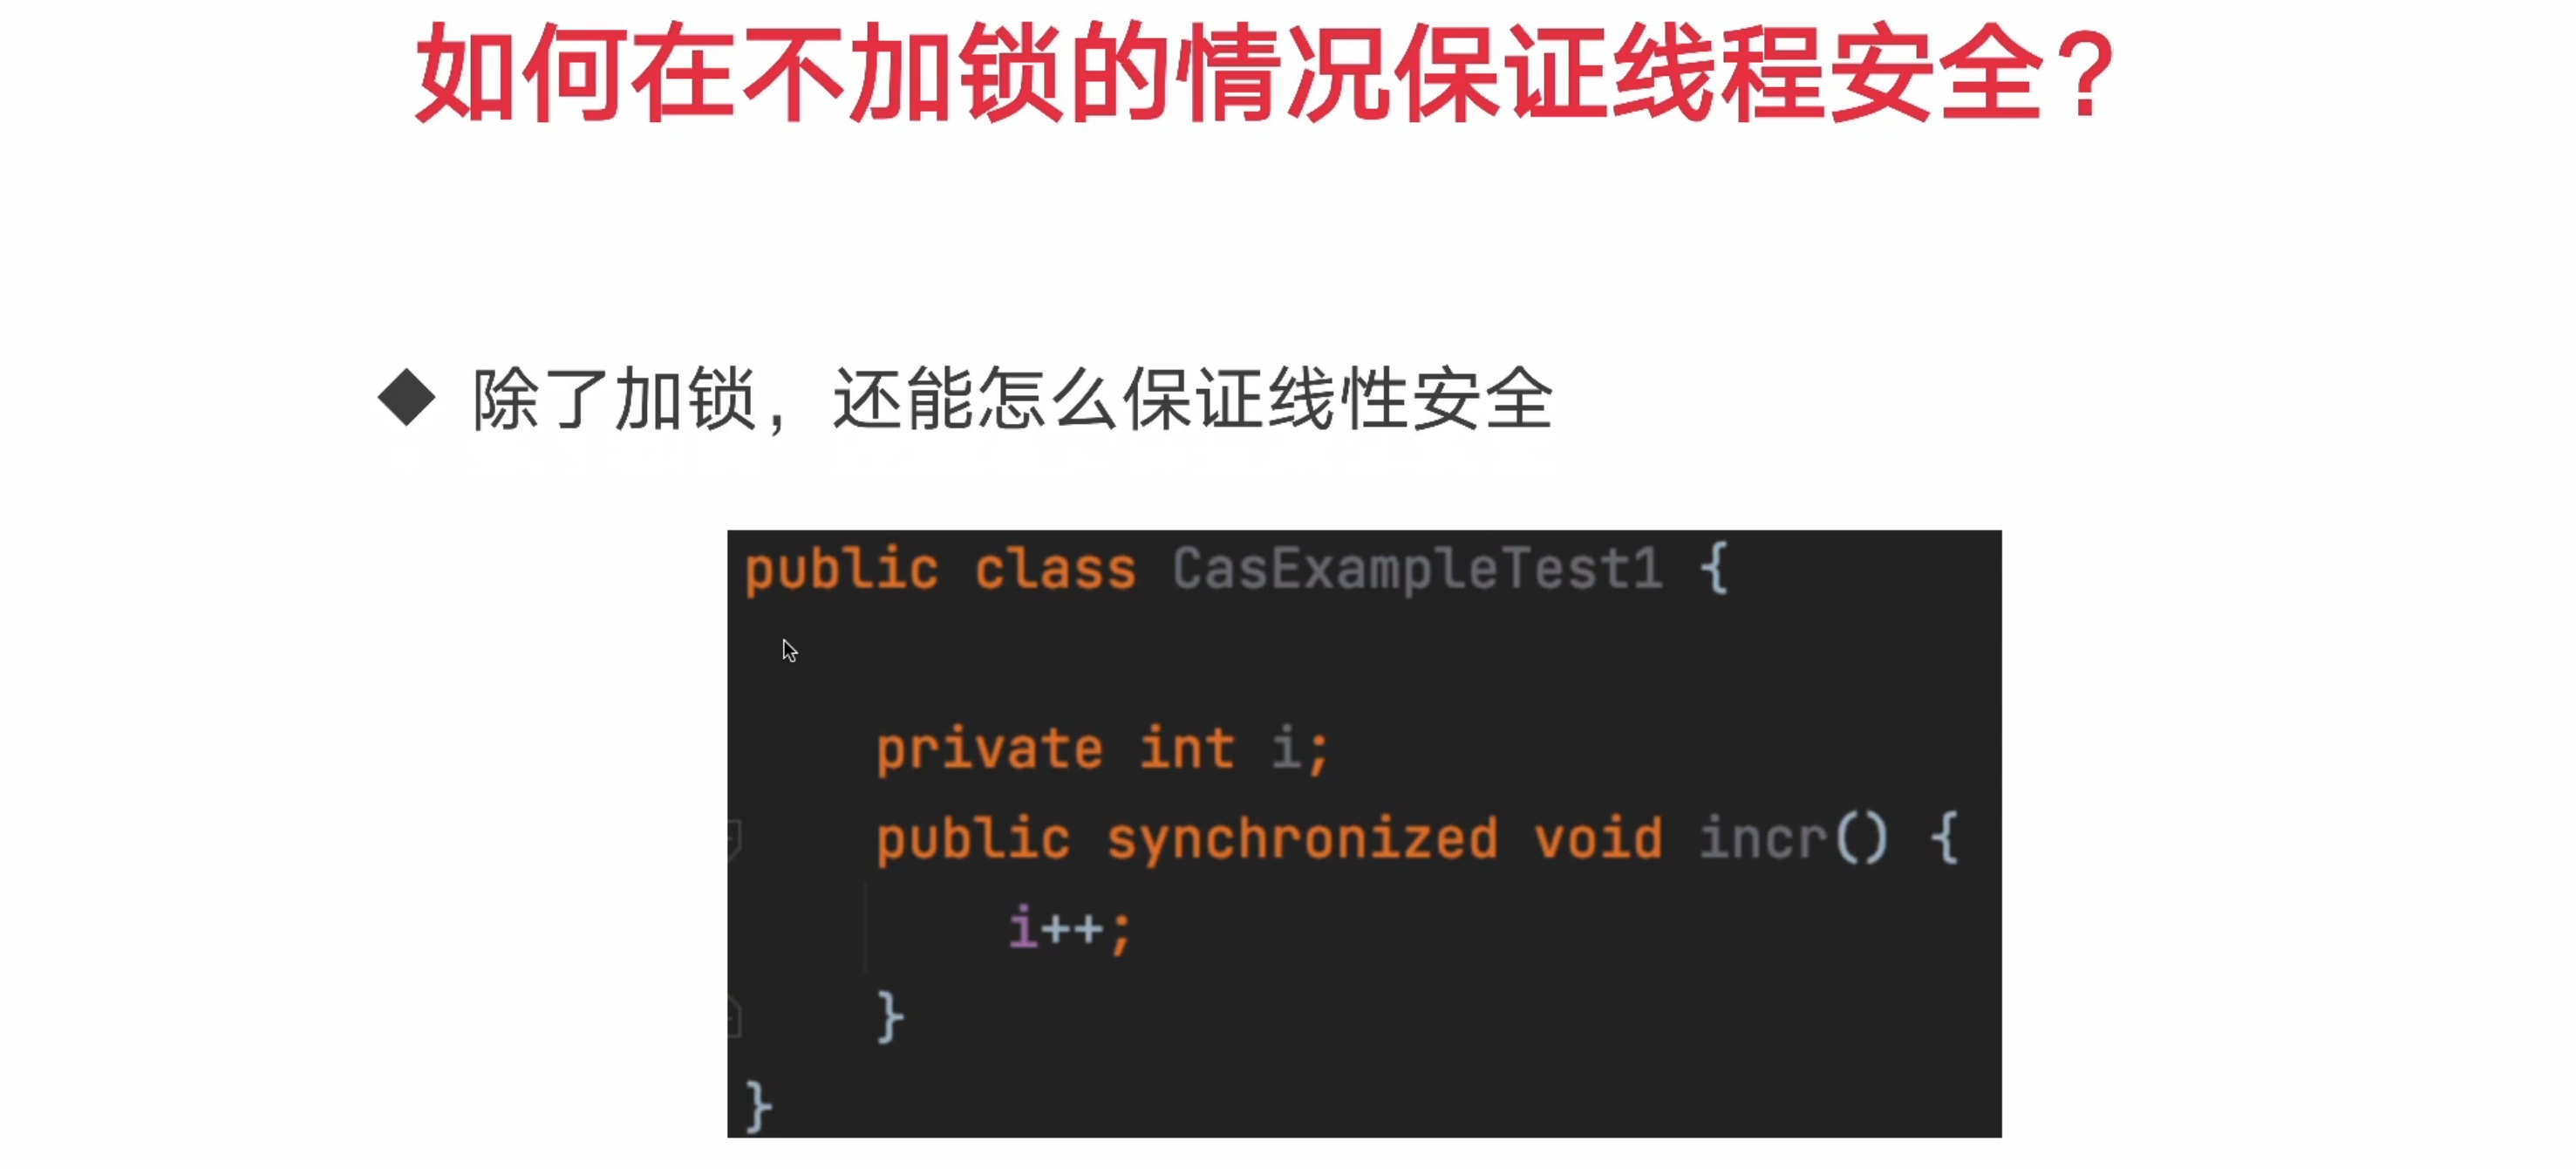 如何在不加锁的情况保证线程安全？
除了加锁，还能怎么保证线性安全
public class CasExampleTest1 {
private int i;
public synchronized void incr() {
i++;
}
}